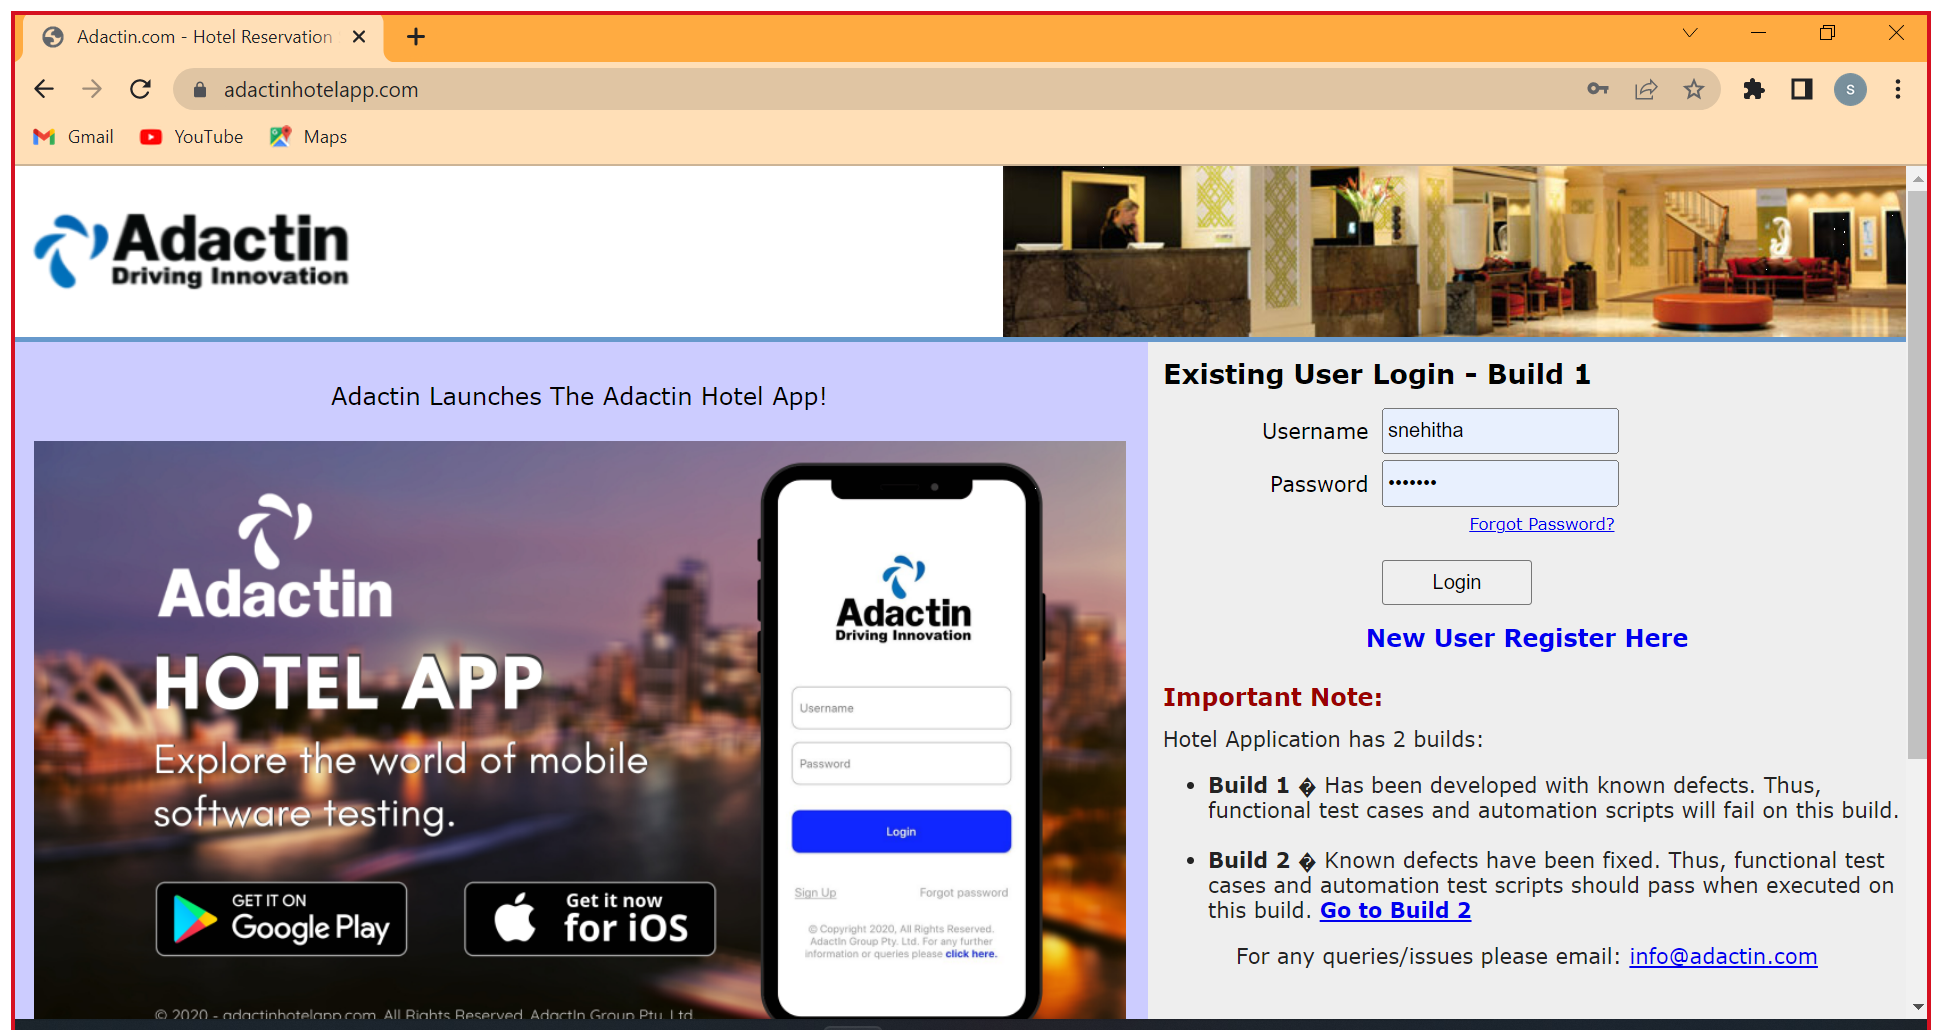 Adactin.com - Hotel Reservation
adactinhotelapp.com
S
Gmail YouTube Maps
Adactin
Driving Innovation
Adactin Launches The Adactin Hotel App!
Adactin
HOTEL APP
Explore the world of mobile
software testing.
GET IT ON
Google Play
Get it now
for iOS
© 2020 - adactinhotelapp.com. All Rights Reserved. AdactIn Group Pty. Ltd.
Adactin
Driving Innovation
Username
Password
Login
Sign Up Forgot password
© Copyright 2020, All Rights Reserved.
AdactIn Group Pty. Ltd. For any further
information or queries please click here.
Existing User Login - Build 1
Username snehitha
Password •••••••
Forgot Password?
Login
New User Register Here
Important Note:
Hotel Application has 2 builds:
• Build 1 � Has been developed with known defects. Thus,
functional test cases and automation scripts will fail on this build.
• Build 2 � Known defects have been fixed. Thus, functional test
cases and automation test scripts should pass when executed on
this build. Go to Build 2
For any queries/issues please email: info@adactin.com